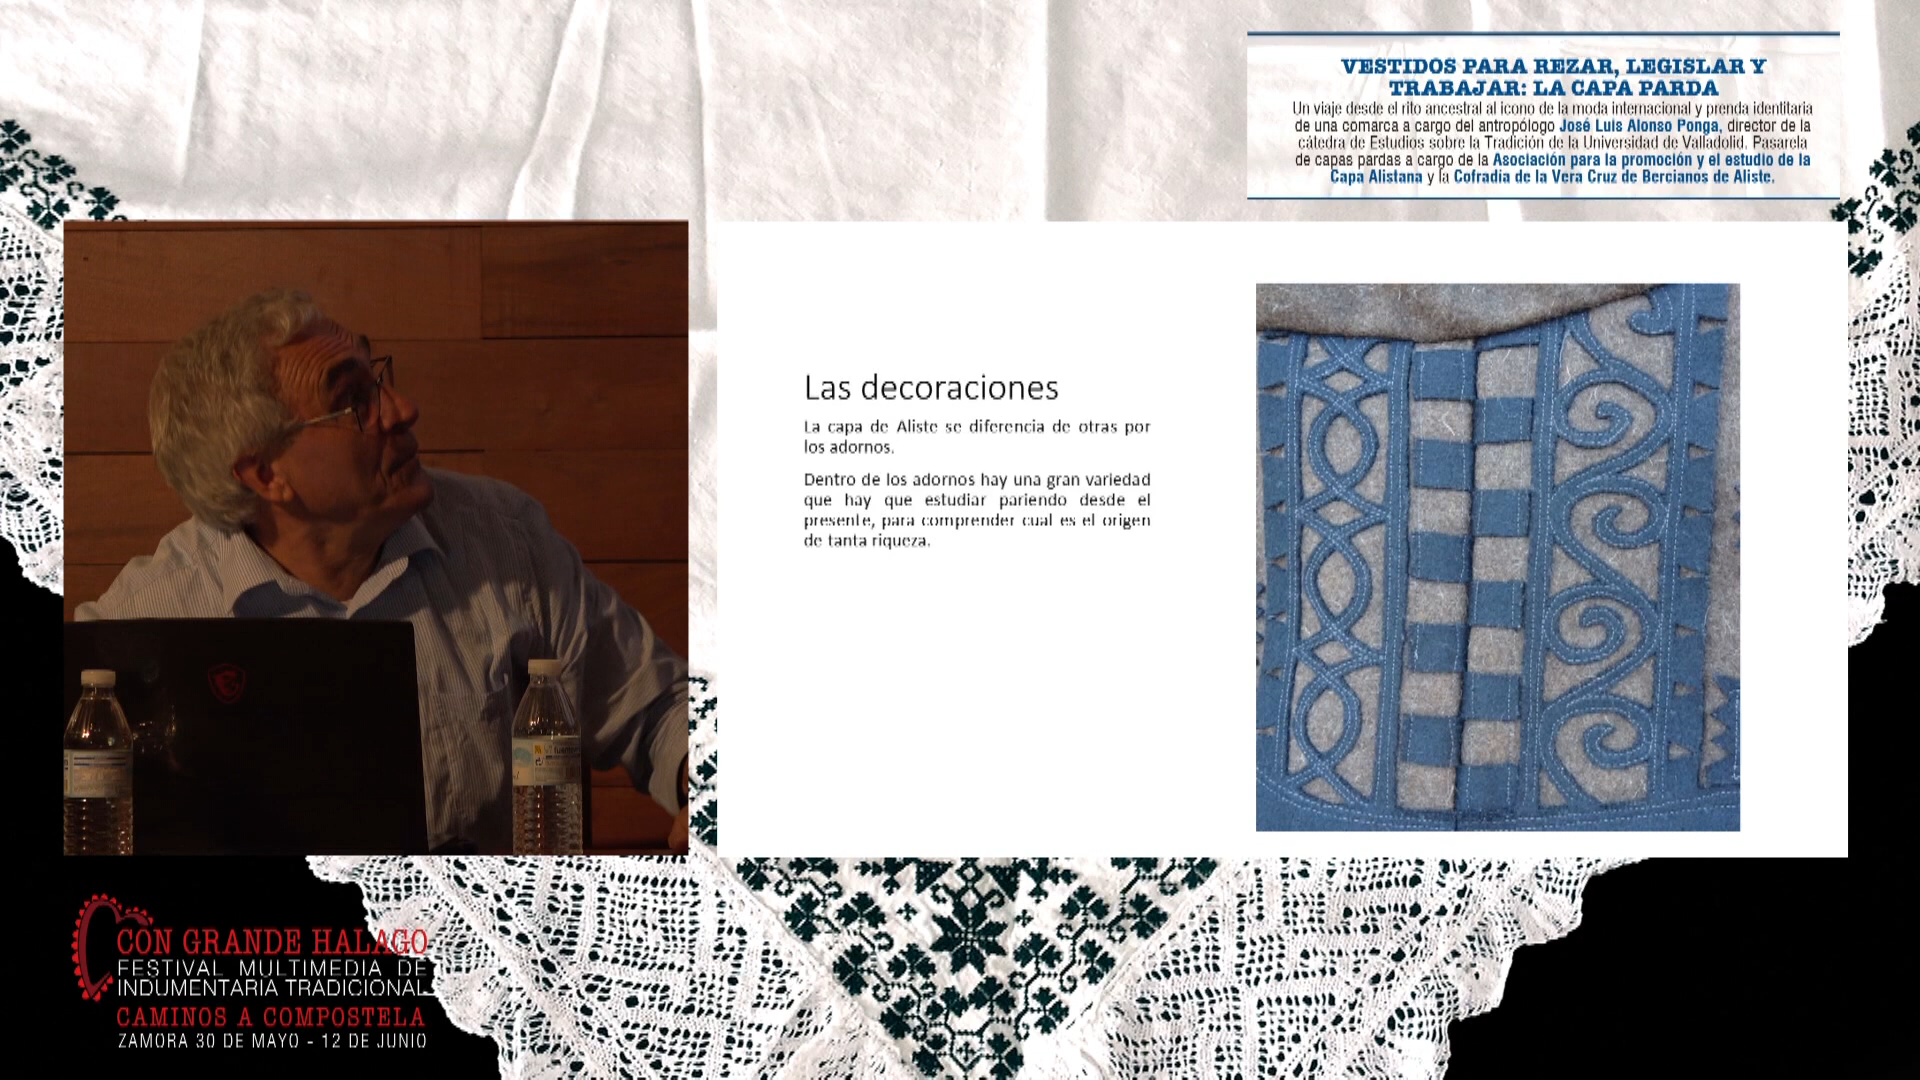 VESTIDOS PARA REZAR, LEGISLAR Y
TRABAJAR: LA CAPA PARDA
Un viaje desde el rito ancestral al icono de la moda internacional y prenda identitaria
de una comarca a cargo del antropólogo José Luis Alonso Ponga, director de la
cátedra de Estudios sobre la Tradición de la Universidad de Valladolid. Pasarela
de capas pardas a cargo de la Asociación para la promoción y el estudio de la
Capa Alistana y la Cofradía de la Vera Cruz de Bercianos de Aliste.
Las decoraciones
La capa de Aliste se diferencia de otras por
los adornos.
Dentro de los adornos hay una gran variedad
que hay que estudiar pariendo desde el
presente, para comprender cual es el origen
de tanta riqueza.
CON GRANDE HALAGO
FESTIVAL MULTIMEDIA DE
INDUMENTARIA TRADICIONAL
CAMINOS A COMPOSTELA
ZAMORA 30 DE MAYO - 12 DE JUNIO